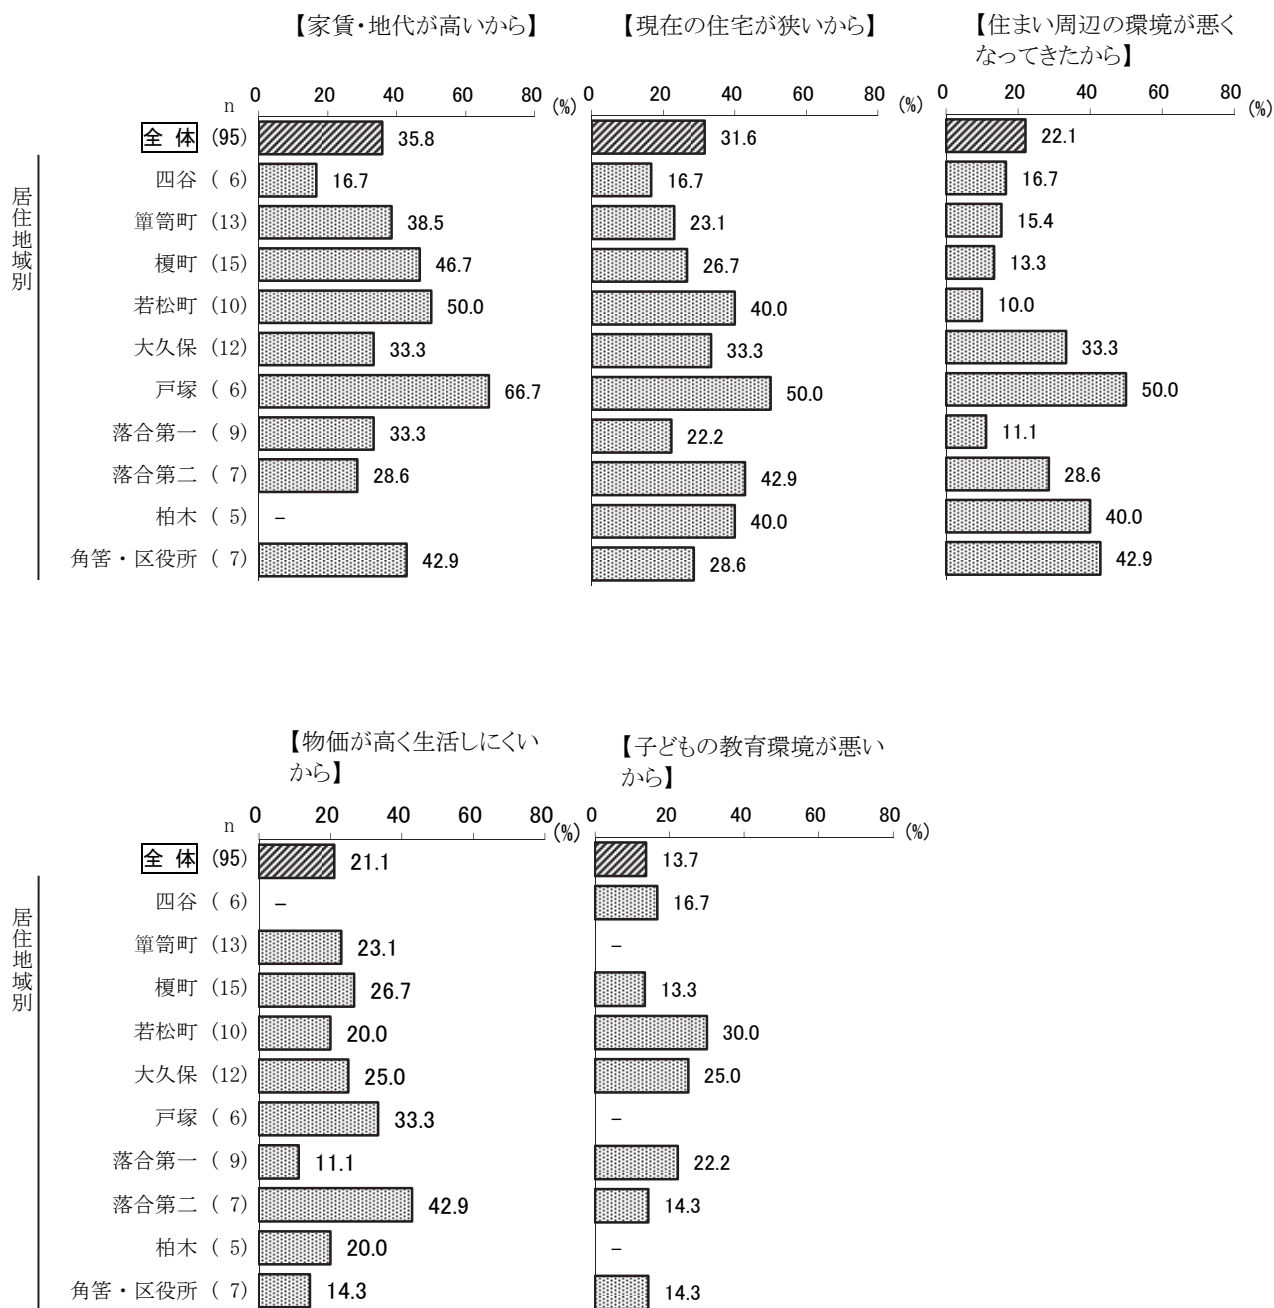 【家賃・地代が高いから】 【現在の住宅が狭いから】 【住まい周辺の環境が悪く
なってきたから】
n 0 20 40 60 80 (%) 0 20 40 60 80 (%) 0 20 40 60 80 (%)
全 体 (95) 35.8 31.6 22.1
居住地域別
四谷 ( 6) 16.7 16.7 16.7
簞笥町 (13) 38.5 23.1 15.4
榎町 (15) 46.7 26.7 13.3
若松町 (10) 50.0 40.0 10.0
大久保 (12) 33.3 33.3 33.3
戸塚 ( 6) 66.7 50.0 50.0
落合第一 ( 9) 33.3 22.2 11.1
落合第二 ( 7) 28.6 42.9 28.6
柏木 ( 5) － 40.0 40.0
角筈・区役所 ( 7) 42.9 28.6 42.9
【物価が高く生活しにくい 【子どもの教育環境が悪い
から】 から】
n 0 20 40 60 80 (%) 0 20 40 60 80 (%)
全 体 (95) 21.1 13.7
居住地域別
四谷 ( 6) － 16.7
簞笥町 (13) 23.1 －
榎町 (15) 26.7 13.3
若松町 (10) 20.0 30.0
大久保 (12) 25.0 25.0
戸塚 ( 6) 33.3 －
落合第一 ( 9) 11.1 22.2
落合第二 ( 7) 42.9 14.3
柏木 ( 5) 20.0 －
角筈・区役所 ( 7) 14.3 14.3